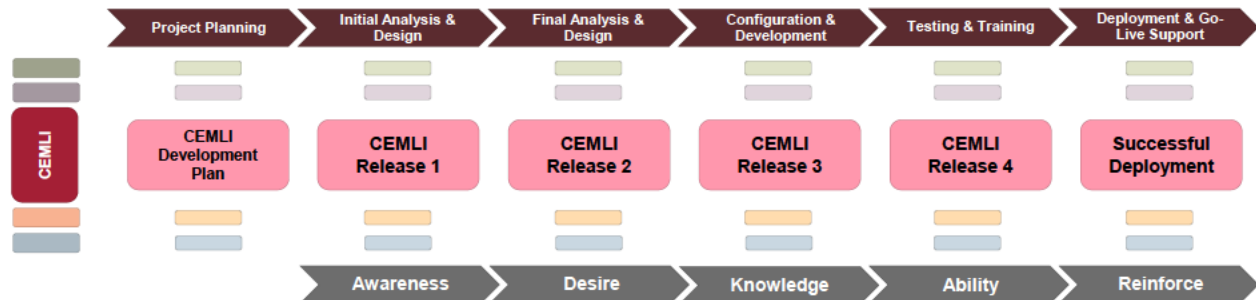 Project Planning
Initial Analysis &
Design
Final Analysis &
Design
Configuration &
Development
Testing & Training
Deployment & Go-
Live Support
CEMLI
CEMLI
Development
Plan
CEMLI
Release 1
CEMLI
Release 2
CEMLI
Release 3
CEMLI
Release 4
Successful
Deployment
Awareness
Desire
Knowledge
Ability
Reinforce